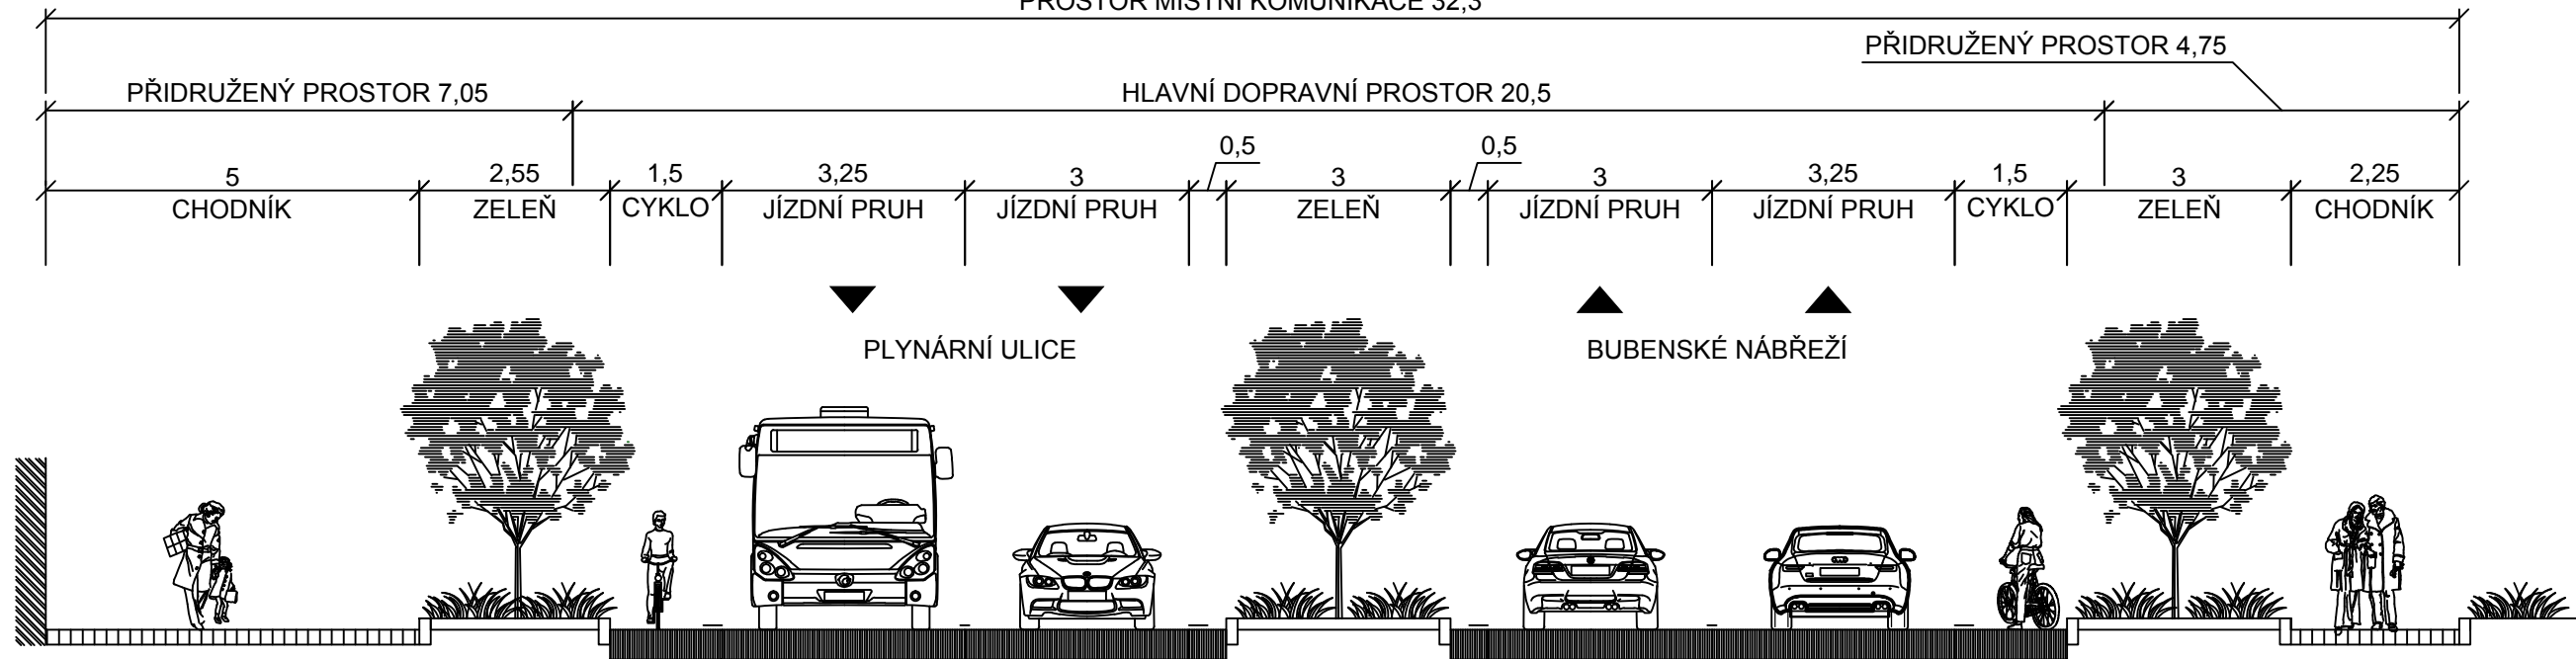 PROSTOR MÍSTNÍ KOMUNIKACE 32,3
PŘIDRUŽENÝ PROSTOR 4,75
PŘIDRUŽENÝ PROSTOR 7,05
HLAVNÍ DOPRAVNÍ PROSTOR 20,5
5 2,55 1,5 3,25 3 0,5 3 0,5 3 3,25 1,5 3 2,25
CHODNÍK ZELEŇ CYKLO JÍZDNÍ PRUH JÍZDNÍ PRUH ZELEŇ JÍZDNÍ PRUH JÍZDNÍ PRUH CYKLO ZELEŇ CHODNÍK
PLYNÁRNÍ ULICE
BUBENSKÉ NÁBŘEŽÍ